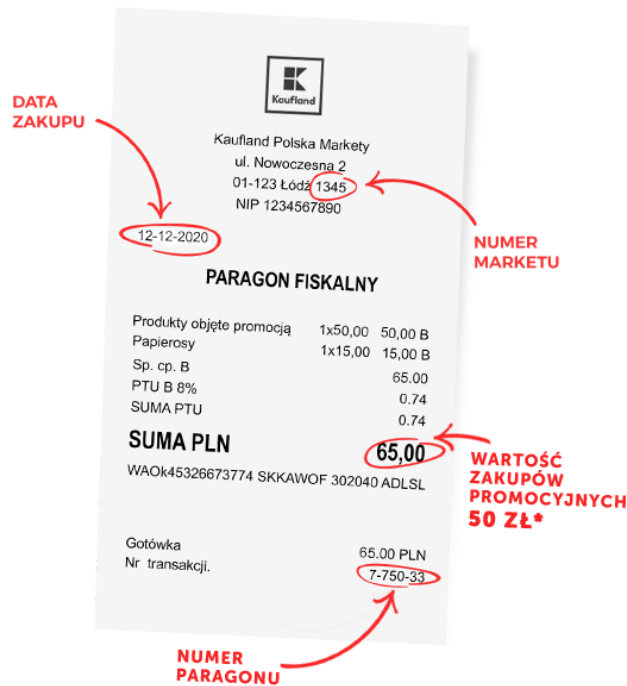 Kaufland
DATA
ZAKUPU
Kaufland Polska Markety
ul. Nowoczesna 2
01-123 Łódź 1345
NIP 1234567890
12-12-2020
NUMER
MARKETU
PARAGON FISKALNY
Produkty objęte promocją 1x50,00 50,00 B
Papierosy 1x15,00 15,00 B
Sp. cp. B 65.00
PTU B 8% 0.74
SUMA PTU 0.74
SUMA PLN 65,00
WAOk45326673774 SKKAWOF 302040 ADLSL
WARTOŚĆ
ZAKUPÓW
PROMOCYJNYCH
50 ZŁ*
Gotówka 65.00 PLN
Nr transakcji. 7-750-33
NUMER
PARAGONU